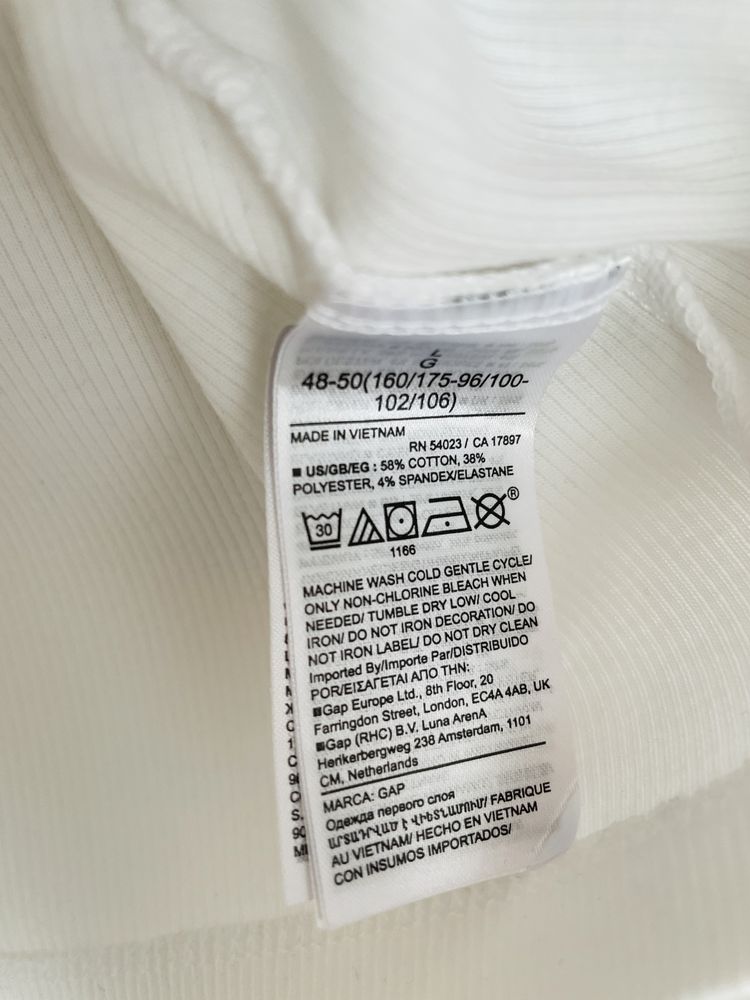 L
G
48-50(160/175-96/100-
102/106)
MADE IN VIETNAM
RN 54023 / CA 17897
■ US/GB/EG : 58% COTTON, 38%
POLYESTER, 4% SPANDEX/ELASTANE
30
®
1166
MACHINE WASH COLD GENTLE CYCLE/
ONLY NON-CHLORINE BLEACH WHEN
NEEDED/ TUMBLE DRY LOW/ COOL
IRON/ DO NOT IRON DECORATION/ DO
NOT IRON LABEL/ DO NOT DRY CLEAN
Imported By/Importe Par/DISTRIBUIDO
POR/ΕΙΣΑΓΕΤΑΙ ΑΠΟ ΤΗΝ:
■Gap Europe Ltd., 8th Floor, 20
Farringdon Street, London, EC4A 4AB, UK
■Gap (RHC) B.V. Luna ArenA
Herikerbergweg 238 Amsterdam, 1101
CM, Netherlands
MARCA: GAP
Одежда первого слоя
ԱՐՏԱԴՐՎԱԾ Է ՎԻԵՏՆԱՄՈՒՄ/ FABRIQUE
AU VIETNAM/ HECHO EN VIETNAM
CON INSUMOS IMPORTADOS/